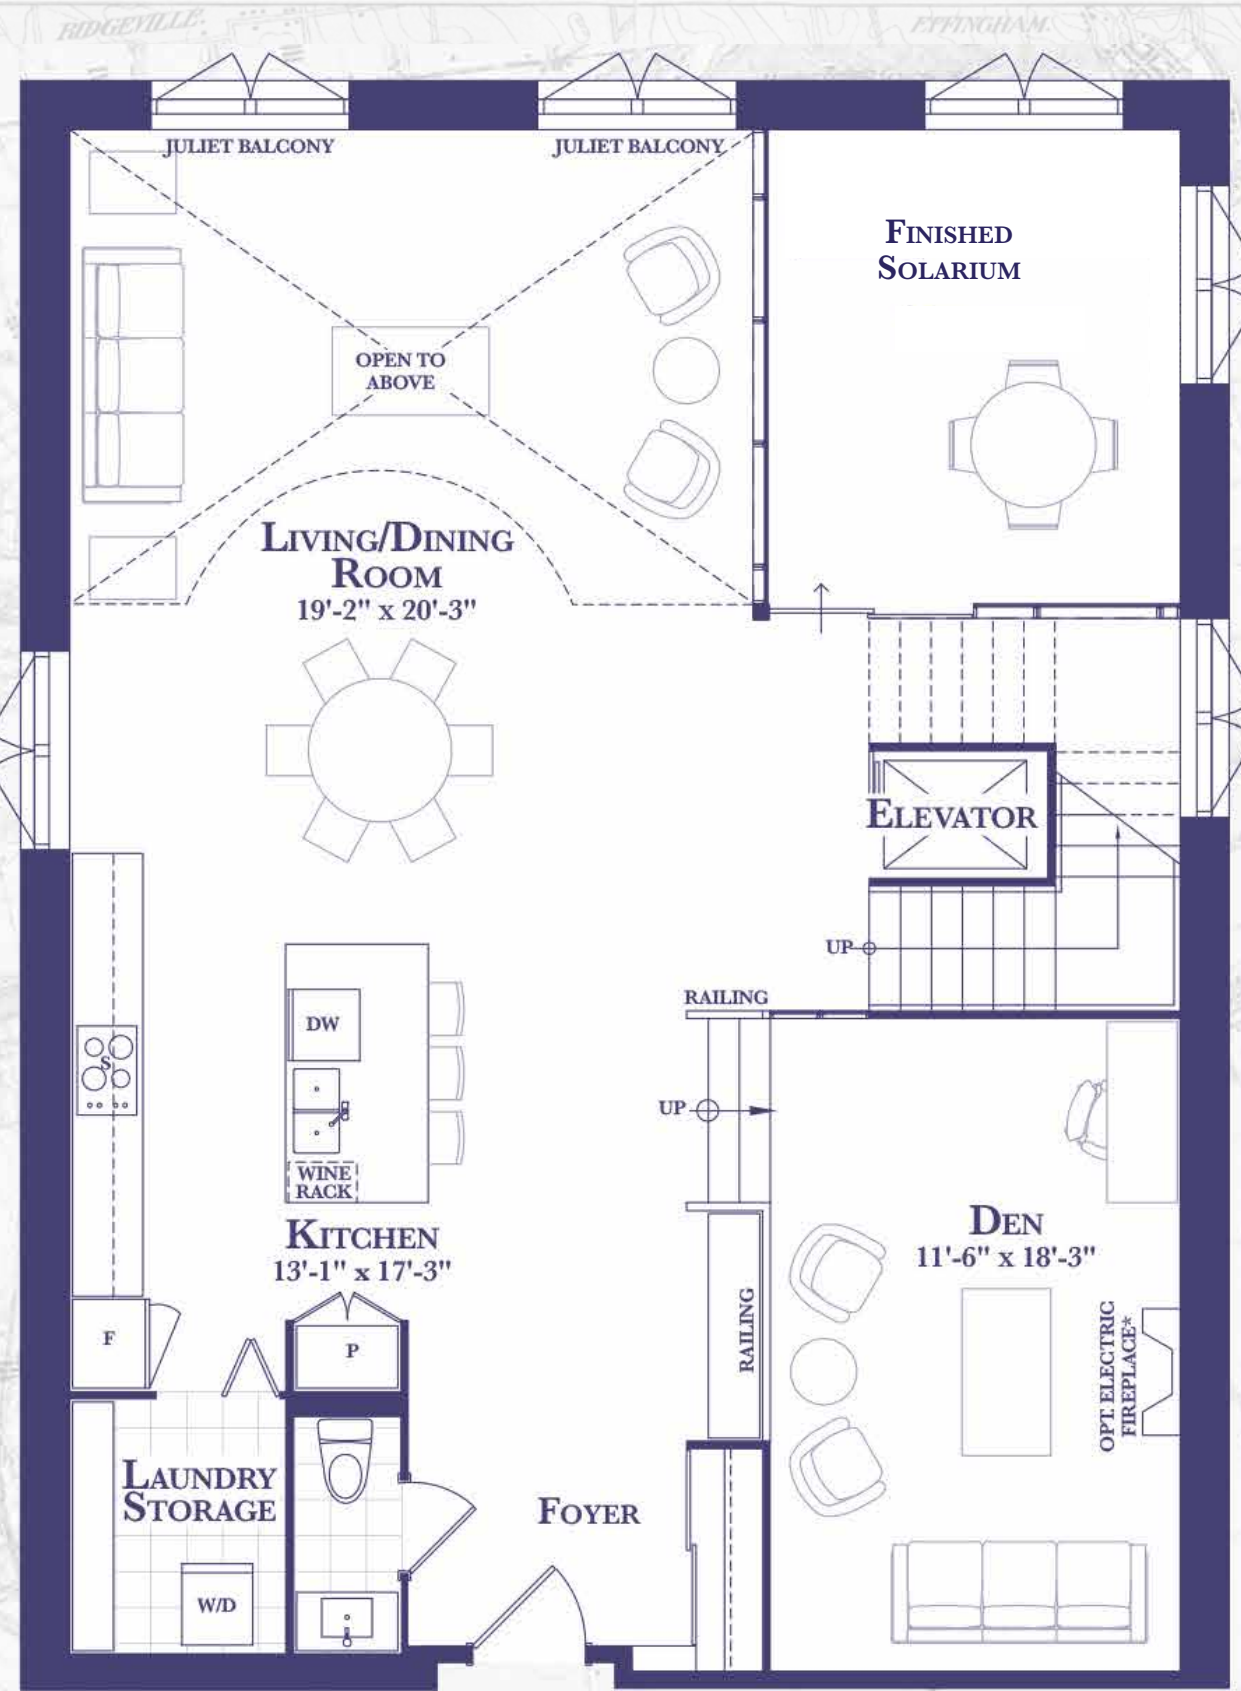 RIDGEVILLE.
EFFINGHAM.
JULIET BALCONY
JULIET BALCONY
FINISHED
SOLARIUM
OPEN TO
ABOVE
LIVING/DINING
ROOM
19'-2" x 20'-3"
ELEVATOR
UP
RAILING
DW
S
UP
WINE
RACK
KITCHEN
13'-1" x 17'-3"
DEN
11'-6" x 18'-3"
RAILING
OPT. ELECTRIC
FIREPLACE*
F
P
LAUNDRY
STORAGE
FOYER
W/D